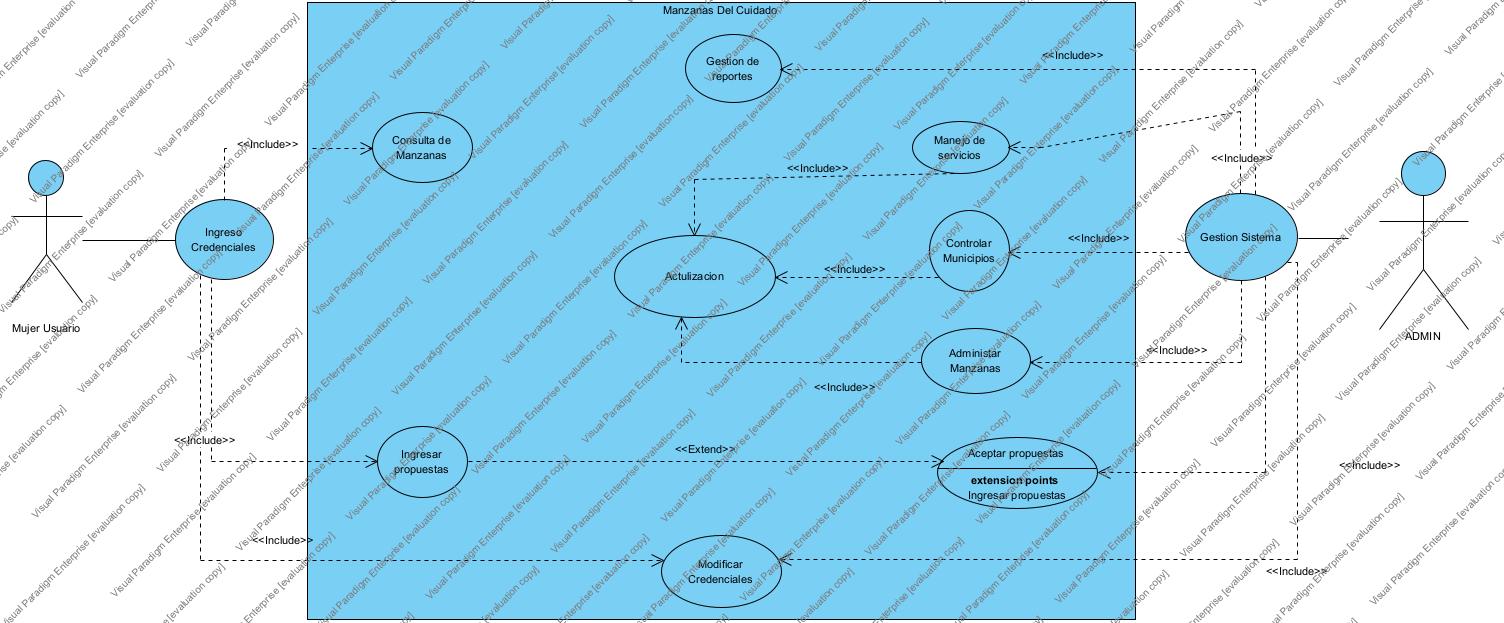 Manzanas Del Cuidado
Gestion de
reportes
<<Include>>
Consulta de
Manzanas
<<Include>>
Manejo de
servicios
<<Include>>
<<Include>>
Ingreso
Credenciales
Mujer Usuario
Actulizacion
Controlar
Municipios
<<Include>>
<<Include>>
Gestion Sistema
ADMIN
Administar
Manzanas
<<Include>>
<<Include>>
<<Include>>
Ingresar
propuestas
<<Extend>>
Aceptar propuestas
extension points
Ingresar propuestas
<<Include>>
<<Include>>
Modificar
Credenciales
<<Include>>
Visual Paradigm Enterprise [evaluation copy]